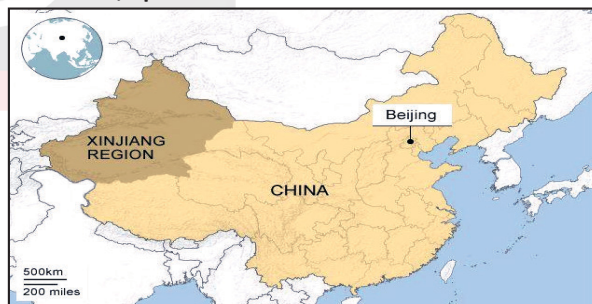 Beijing
XINJIANG
REGION
CHINA
500km
200 miles